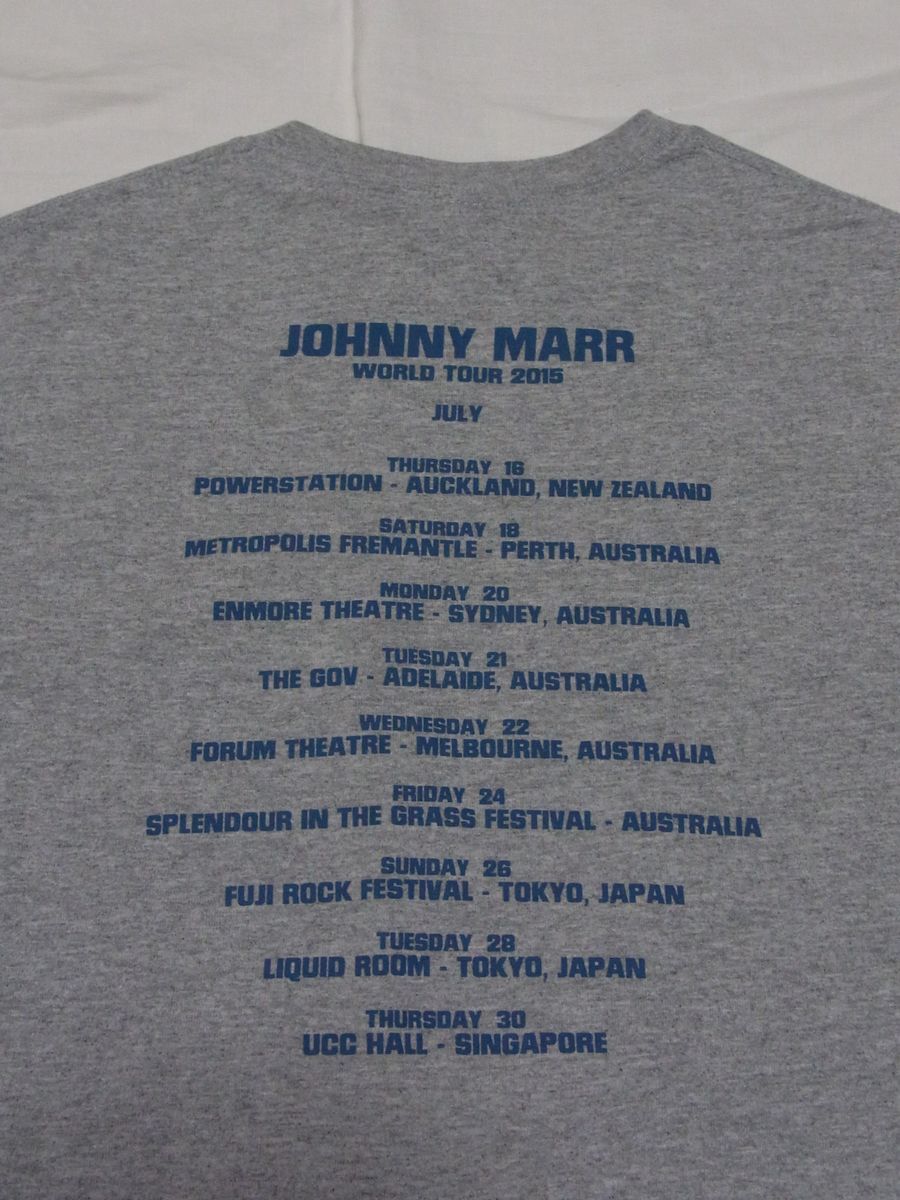 JOHNNY MARR
WORLD TOUR 2015
JULY
THURSDAY 16
POWERSTATION - AUCKLAND, NEW ZEALAND
SATURDAY 18
METROPOLIS FREMANTLE - PERTH, AUSTRALIA
MONDAY 20
ENMORE THEATRE - SYDNEY, AUSTRALIA
TUESDAY 21
THE GOV - ADELAIDE, AUSTRALIA
WEDNESDAY 22
FORUM THEATRE - MELBOURNE, AUSTRALIA
FRIDAY 24
SPLENDOUR IN THE GRASS FESTIVAL - AUSTRALIA
SUNDAY 26
FUJI ROCK FESTIVAL - TOKYO, JAPAN
TUESDAY 28
LIQUID ROOM - TOKYO, JAPAN
THURSDAY 30
UCC HALL - SINGAPORE